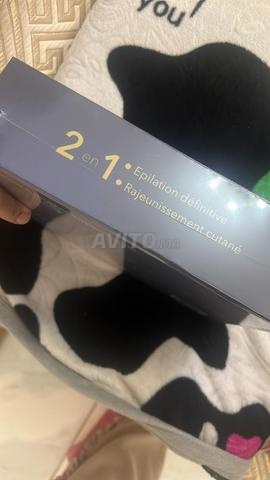 you!
2 en 1:
Epilation définitive
Rajeunissement cutané
AVITO.MA